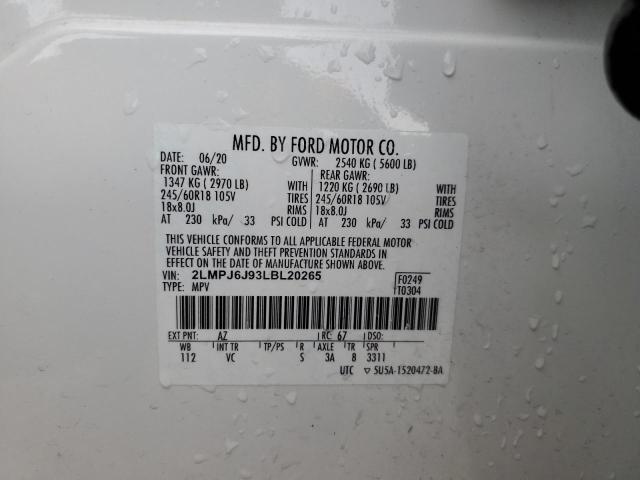 MFD. BY FORD MOTOR CO.
DATE: 06/20 GVWR: 2540 KG ( 5600 LB)
FRONT GAWR: REAR GAWR:
1347 KG ( 2970 LB) WITH 1220 KG ( 2690 LB) WITH
245/60R18 105V TIRES 245/60R18 105V TIRES
18x8.0J RIMS 18x8.0J RIMS
AT 230 kPa/ 33 PSI COLD AT 230 kPa/ 33 PSI COLD
THIS VEHICLE CONFORMS TO ALL APPLICABLE FEDERAL MOTOR
VEHICLE SAFETY AND THEFT PREVENTION STANDARDS IN
EFFECT ON THE DATE OF MANUFACTURE SHOWN ABOVE.
VIN: 2LMPJ6J93LBL20265 F0249
TYPE: MPV T0304
EXT PNT: AZ RC: 67 DSO:
WB INT TR TP/PS R AXLE TR SPR
112 VC S 3A 8 3311
UTC ▽ 5U5A-1520472-BA